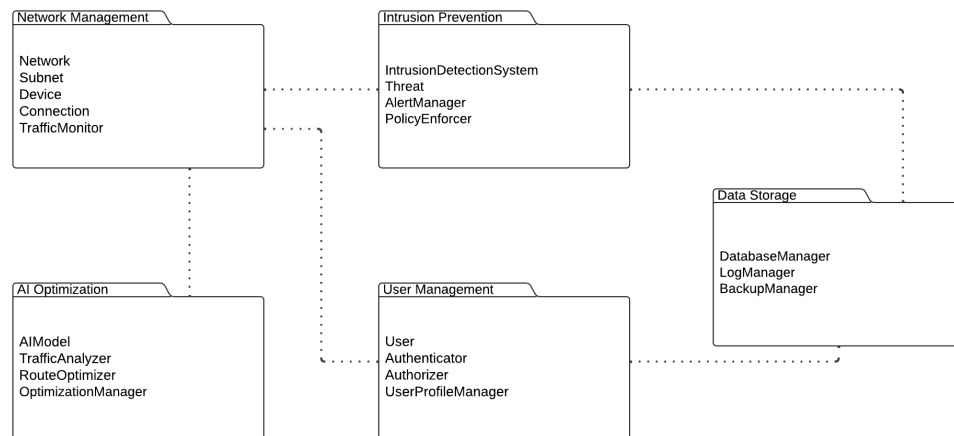 Network Management
Network
Subnet
Device
Connection
TrafficMonitor
Intrusion Prevention
IntrusionDetectionSystem
Threat
AlertManager
PolicyEnforcer
Data Storage
DatabaseManager
LogManager
BackupManager
AI Optimization
AIModel
TrafficAnalyzer
RouteOptimizer
OptimizationManager
User Management
User
Authenticator
Authorizer
UserProfileManager